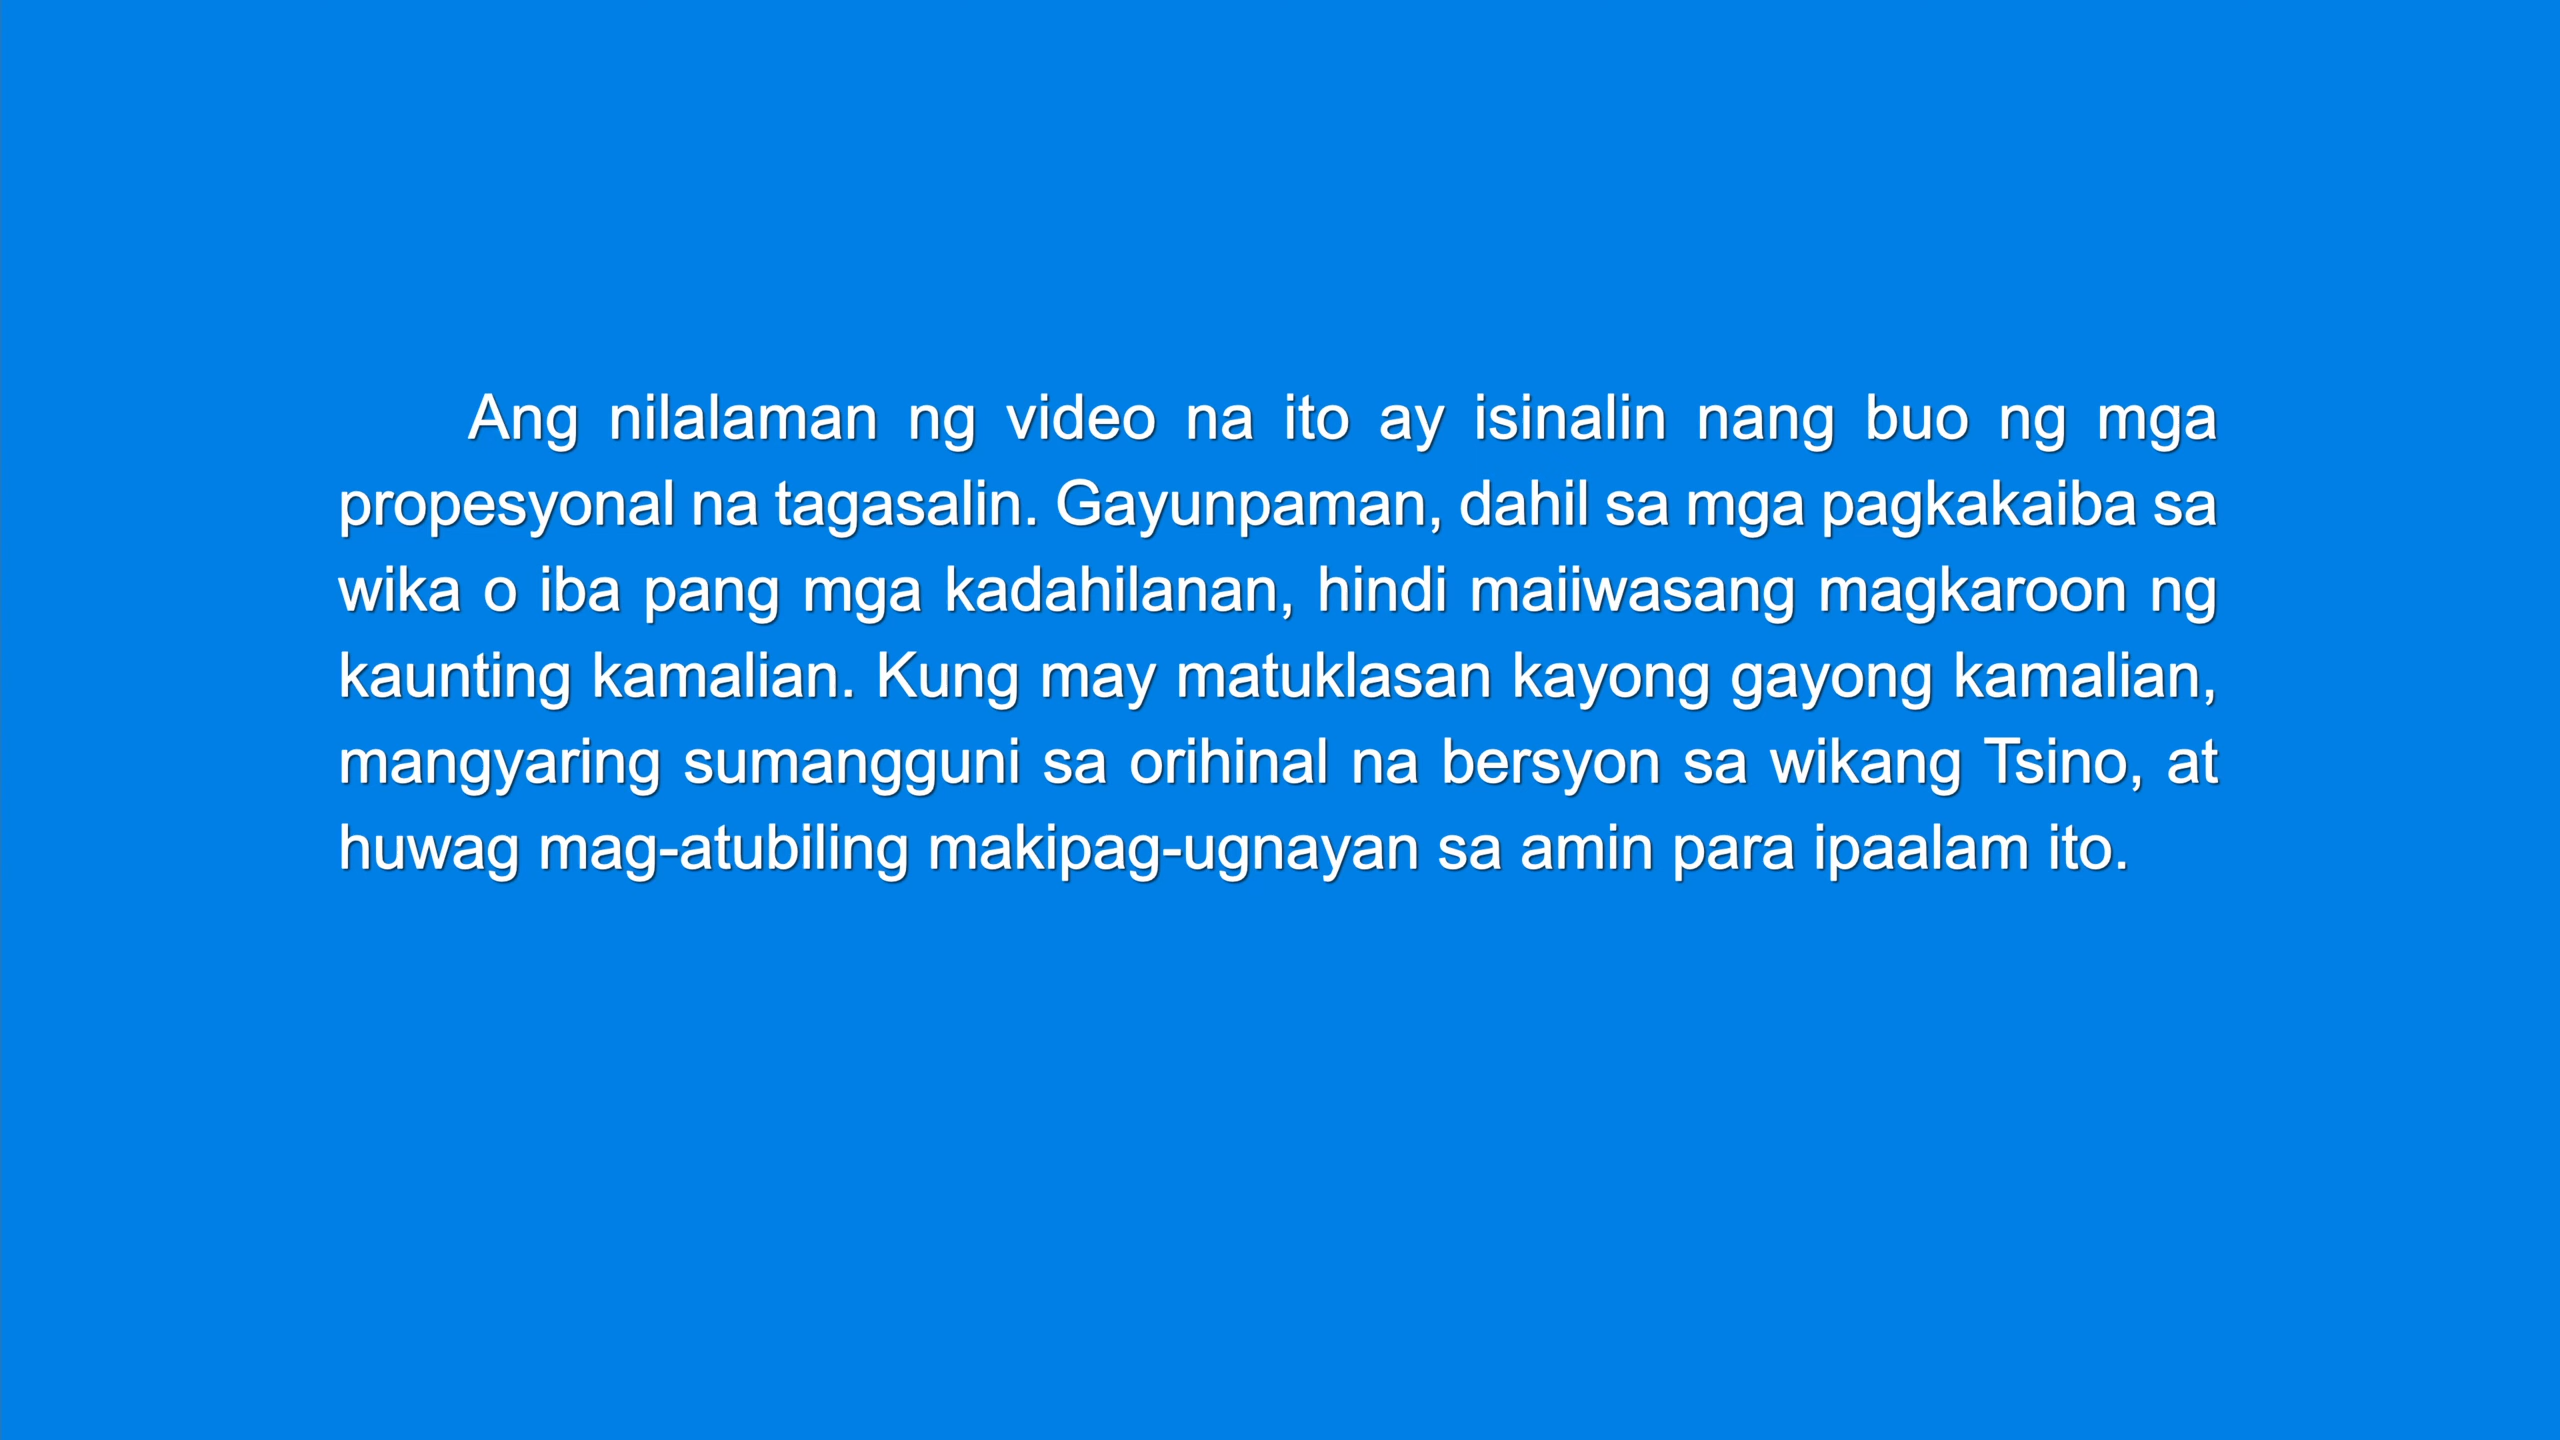 Ang nilalaman ng video na ito ay isinalin nang buo ng mga
propesyonal na tagasalin. Gayunpaman, dahil sa mga pagkakaiba sa
wika o iba pang mga kadahilanan, hindi maiiwasang magkaroon ng
kaunting kamalian. Kung may matuklasan kayong gayong kamalian,
mangyaring sumangguni sa orihinal na bersyon sa wikang Tsino, at
huwag mag-atubiling makipag-ugnayan sa amin para ipaalam ito.